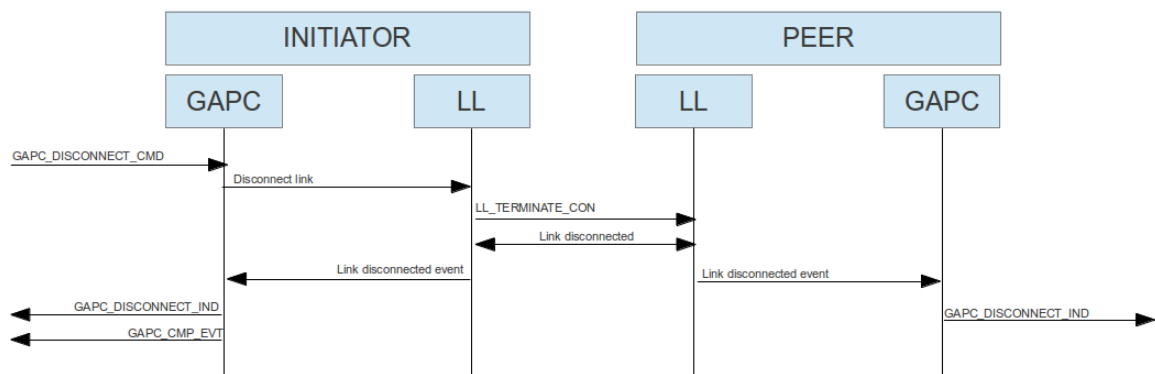 INITIATOR
PEER
GAPC
LL
LL
GAPC
GAPC_DISCONNECT_CMD
Disconnect link
LL_TERMINATE_CON
Link disconnected
Link disconnected event
Link disconnected event
GAPC_DISCONNECT_IND
GAPC_DISCONNECT_IND
GAPC_CMP_EVT